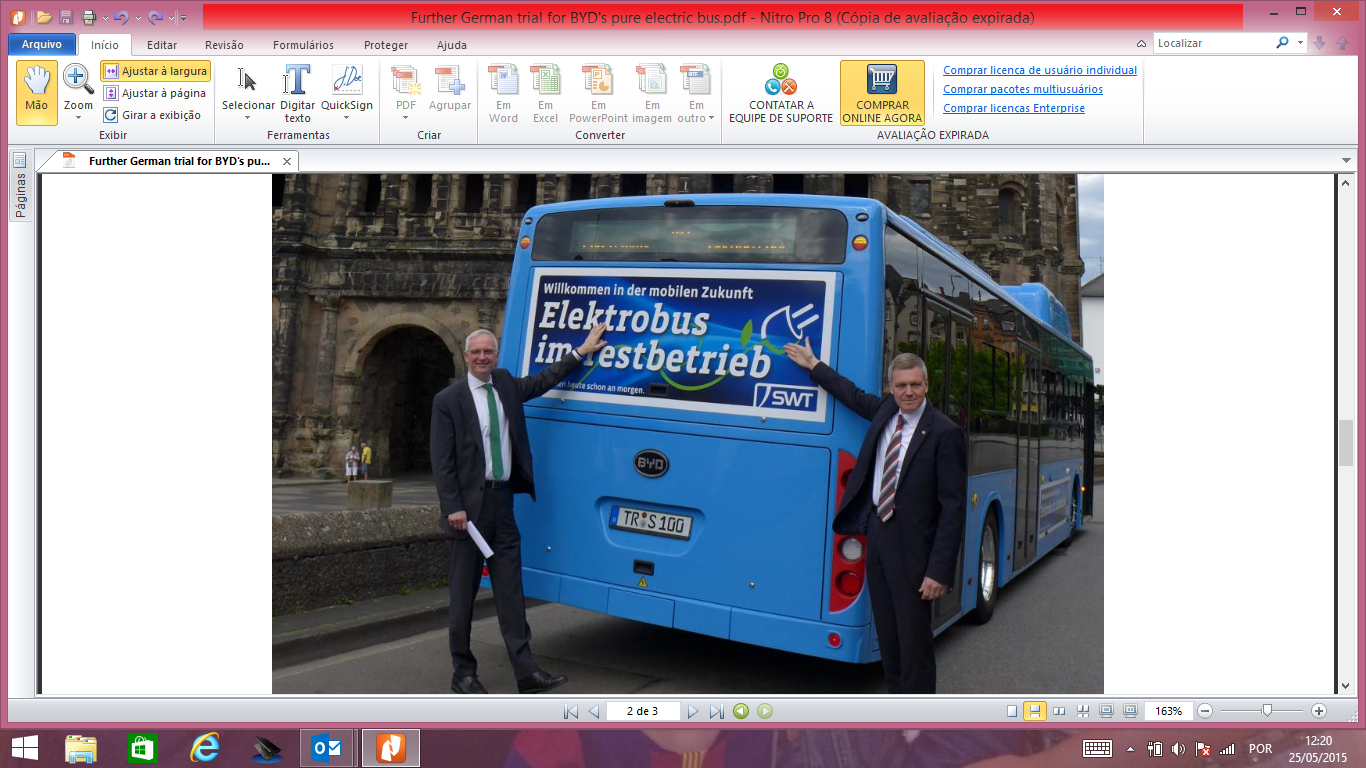 Further German trial for BYD's pure electric bus.pdf - Nitro Pro 8 (Cópia de avaliação expirada)
Arquivo Início Editar Revisão Formulários Proteger Ajuda
Localizar
Mão
Zoom
Ajustar à largura
Ajustar à página
Girar a exibição
Exibir
Selecionar
Digitar
texto
QuickSign
Ferramentas
PDF
Agrupar
Criar
Em
Word
Em
Excel
Em
PowerPoint
Em
imagem
Em
outro
Converter
CONTATAR A
EQUIPE DE SUPORTE
COMPRAR
ONLINE AGORA
Comprar licença de usuário individual
Comprar pacotes multiusuários
Comprar licenças Enterprise
AVALIAÇÃO EXPIRADA
Further German trial for BYD's pu...
Páginas
Willkommen in der mobilen Zukunft
Elektrobus
im Testbetrieb
heute schon an morgen.
SWT
BYD
TR S 100
2 de 3
163%
POR
12:20
25/05/2015